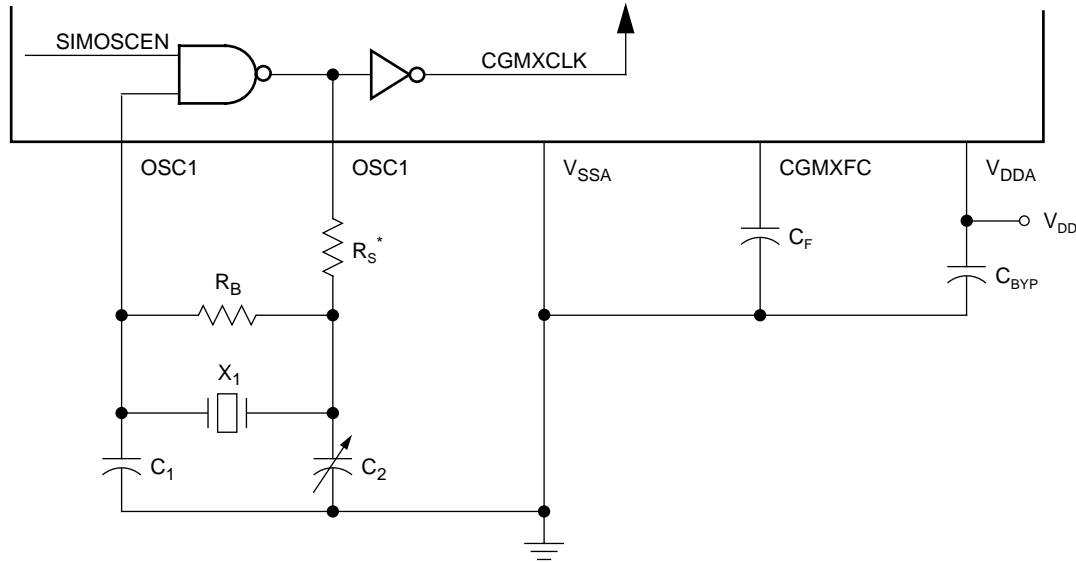 SIMOSCEN
CGMXCLK
OSC1
OSC1
VSSA
CGMXFC
VDDA
VDD
RS*
CF
CBYP
RB
X1
C1
C2